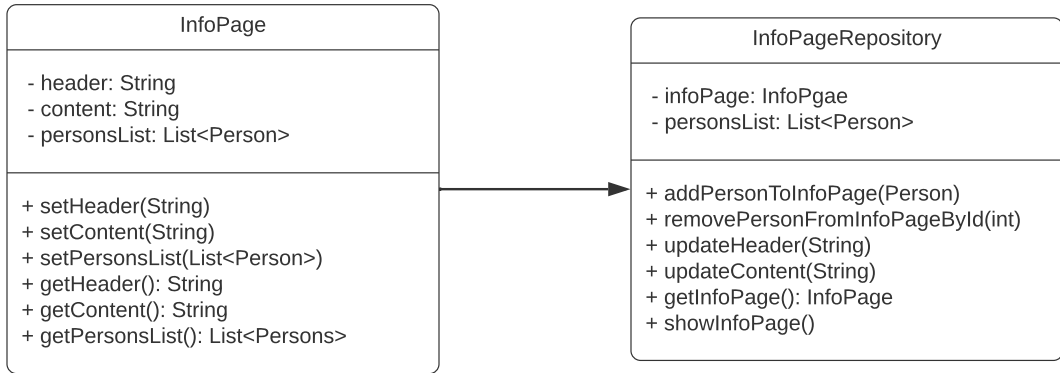 InfoPage
- header: String
- content: String
- personsList: List<Person>
+ setHeader(String)
+ setContent(String)
+ setPersonsList(List<Person>)
+ getHeader(): String
+ getContent(): String
+ getPersonsList(): List<Persons>
InfoPageRepository
- infoPage: InfoPgae
- personsList: List<Person>
+ addPersonToInfoPage(Person)
+ removePersonFromInfoPageById(int)
+ updateHeader(String)
+ updateContent(String)
+ getInfoPage(): InfoPage
+ showInfoPage()